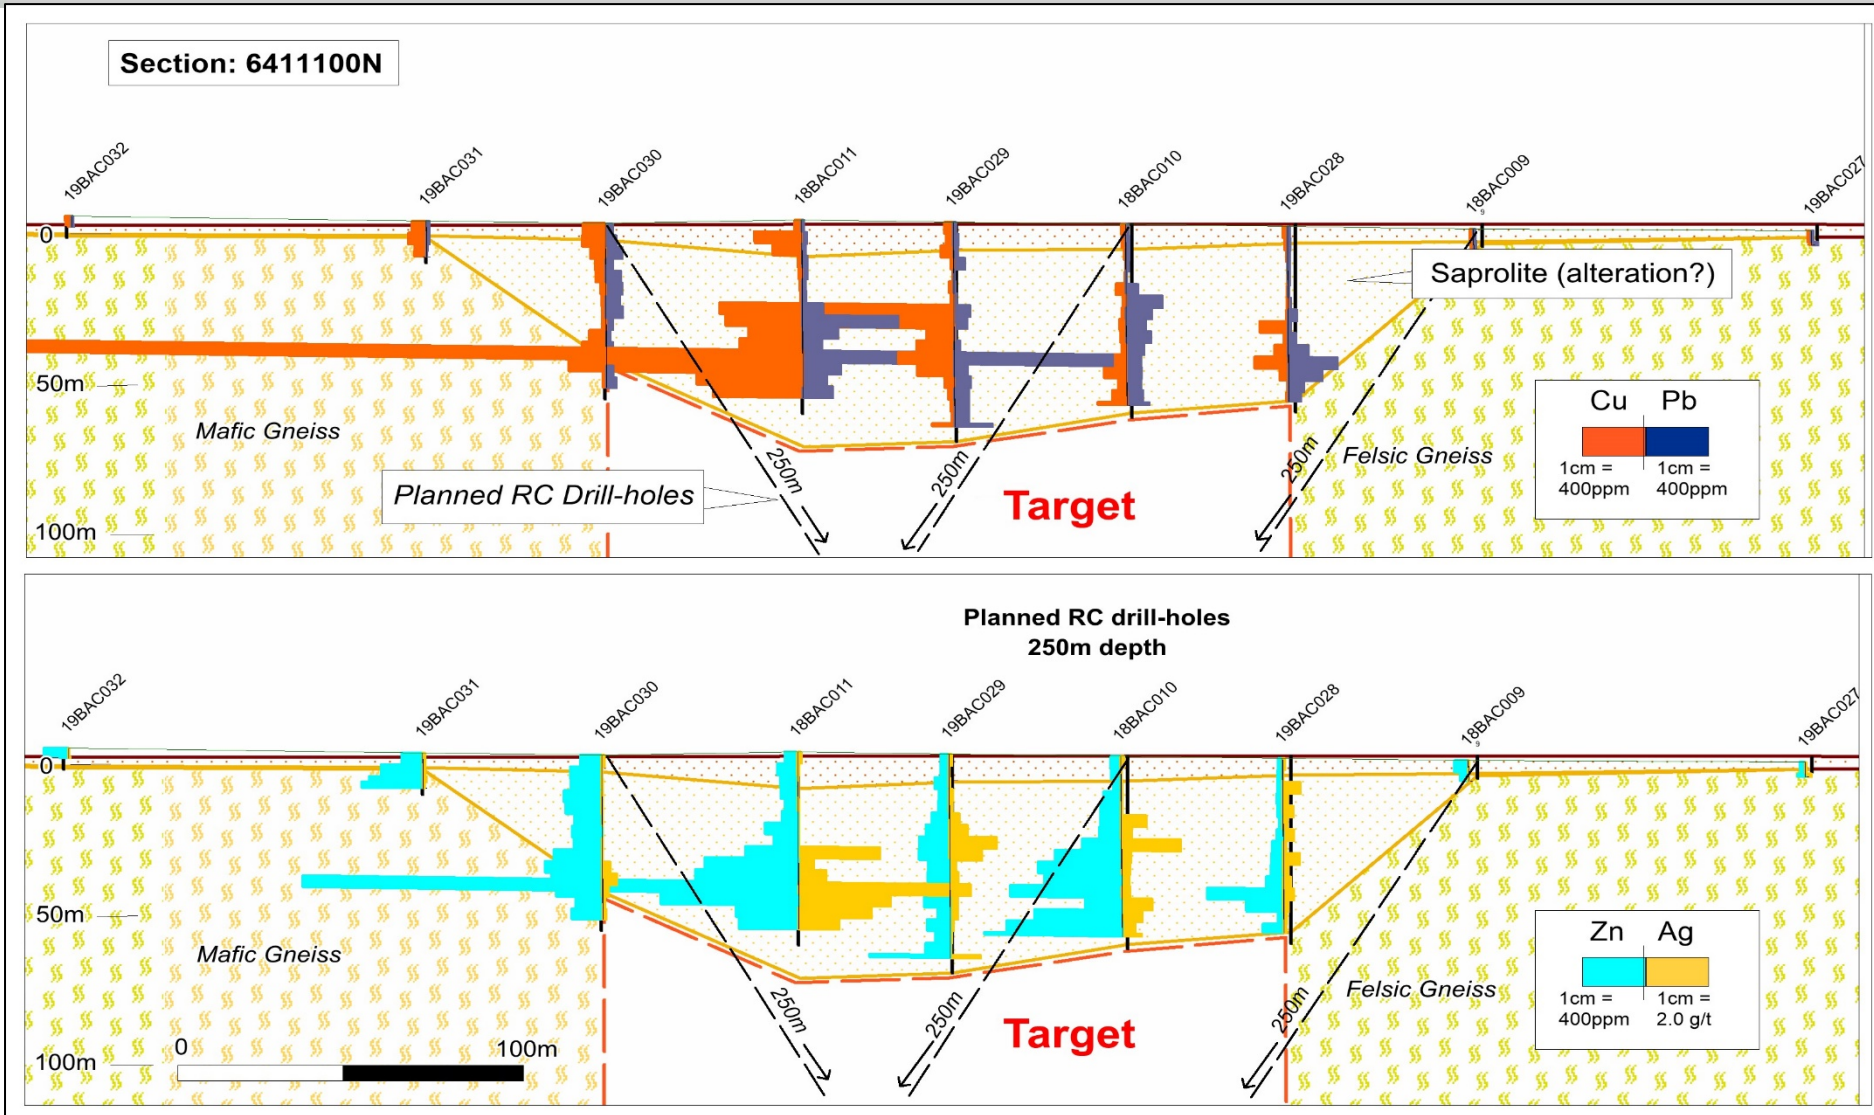 Section: 6411100N
19BAC032
19BAC031
19BAC030
18BAC011
19BAC029
18BAC010
19BAC028
18BAC009
9
19BAC027
0
Saprolite (alteration?)
50m
Mafic Gneiss
Planned RC Drill-holes
250m
250m
250m
Felsic Gneiss
Target
100m
Cu Pb
1cm = 1cm =
400ppm 400ppm
Planned RC drill-holes
250m depth
19BAC032
19BAC031
19BAC030
18BAC011
19BAC029
18BAC010
19BAC028
18BAC009
9
19BAC027
0
50m
Mafic Gneiss
250m
250m
250m
Felsic Gneiss
Target
100m
0 100m
Zn Ag
1cm = 1cm =
400ppm 2.0 g/t